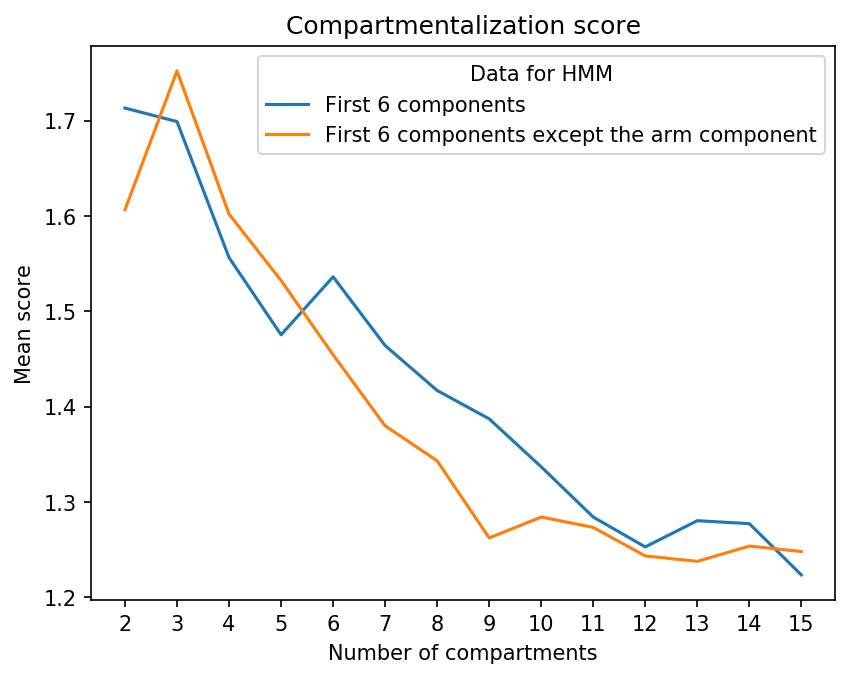 Compartmentalization score
Data for HMM
First 6 components
First 6 components except the arm component
Mean score
1.7
1.6
1.5
1.4
1.3
1.2
2 3 4 5 6 7 8 9 10 11 12 13 14 15
Number of compartments